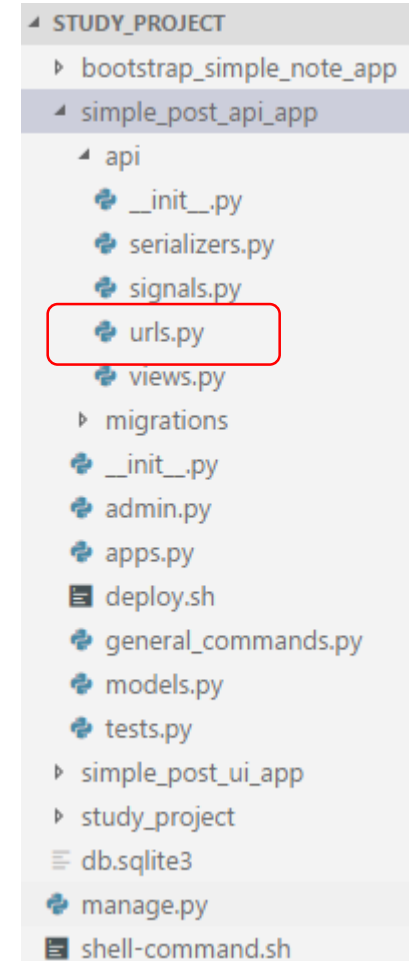 STUDY_PROJECT
bootstrap_simple_note_app
simple_post_api_app
api
__init__.py
serializers.py
signals.py
urls.py
views.py
migrations
__init__.py
admin.py
apps.py
deploy.sh
general_commands.py
models.py
tests.py
simple_post_ui_app
study_project
db.sqlite3
manage.py
shell-command.sh